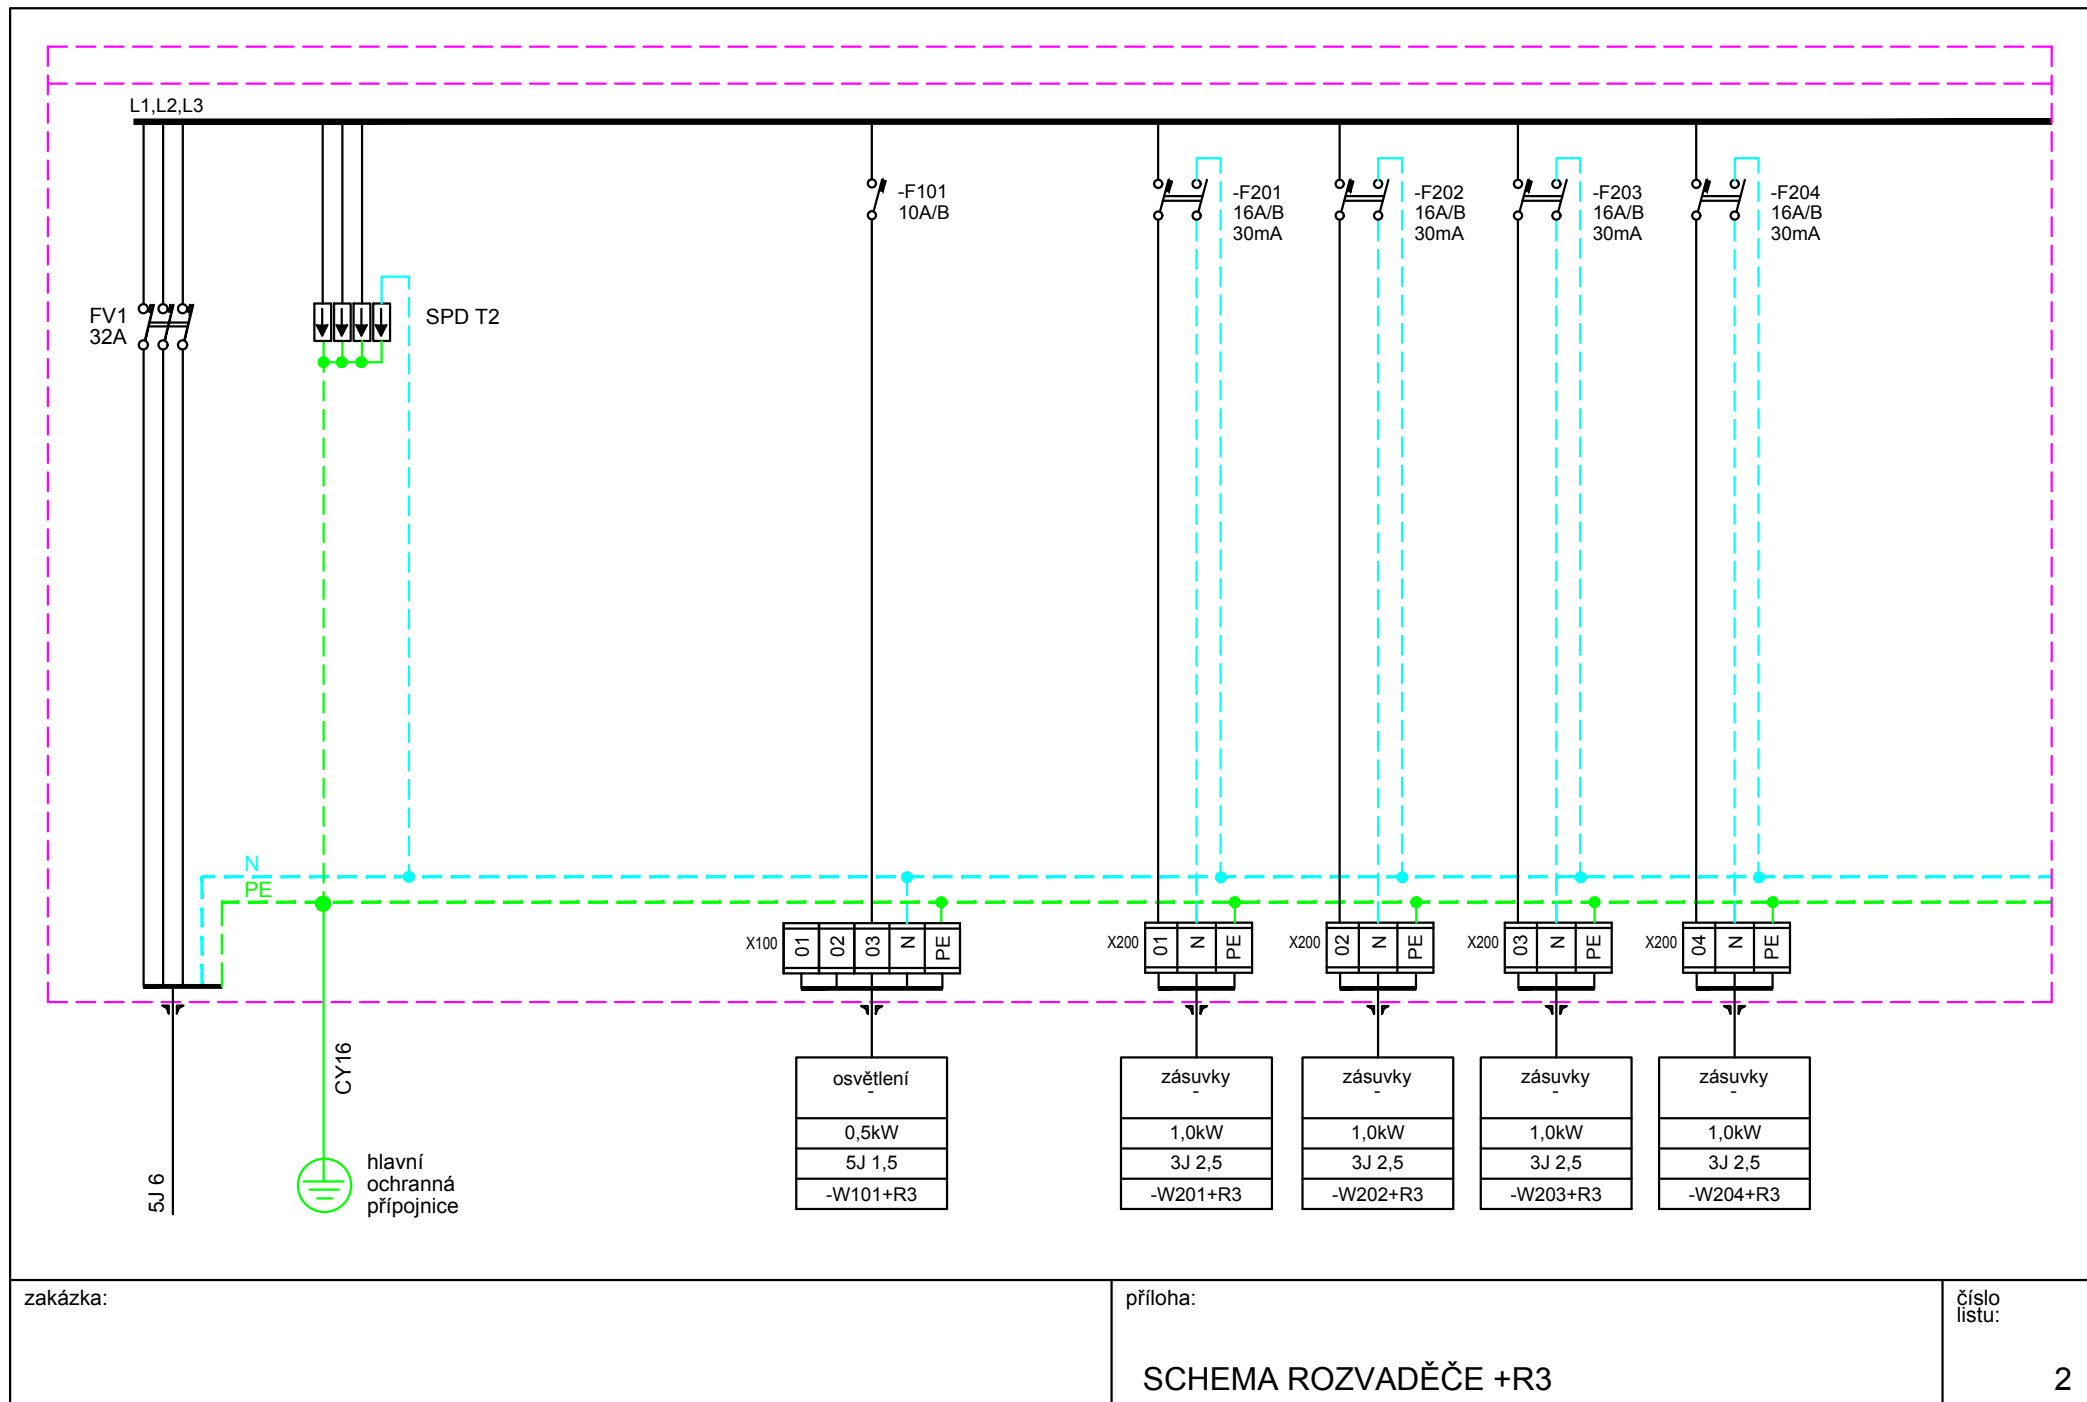 L1,L2,L3
FV1
32A
SPD T2
-F101
10A/B
-F201
16A/B
30mA
-F202
16A/B
30mA
-F203
16A/B
30mA
-F204
16A/B
30mA
N
PE
X100
01
02
03
N
PE
X200
01
N
PE
X200
02
N
PE
X200
03
N
PE
X200
04
N
PE
5J 6
CY16
hlavní
ochranná
přípojnice
osvětlení
-
0,5kW
5J 1,5
-W101+R3
zásuvky
-
1,0kW
3J 2,5
-W201+R3
zásuvky
-
1,0kW
3J 2,5
-W202+R3
zásuvky
-
1,0kW
3J 2,5
-W203+R3
zásuvky
-
1,0kW
3J 2,5
-W204+R3
zakázka:
příloha:
SCHEMA ROZVADĚČE +R3
číslo
listu:
2